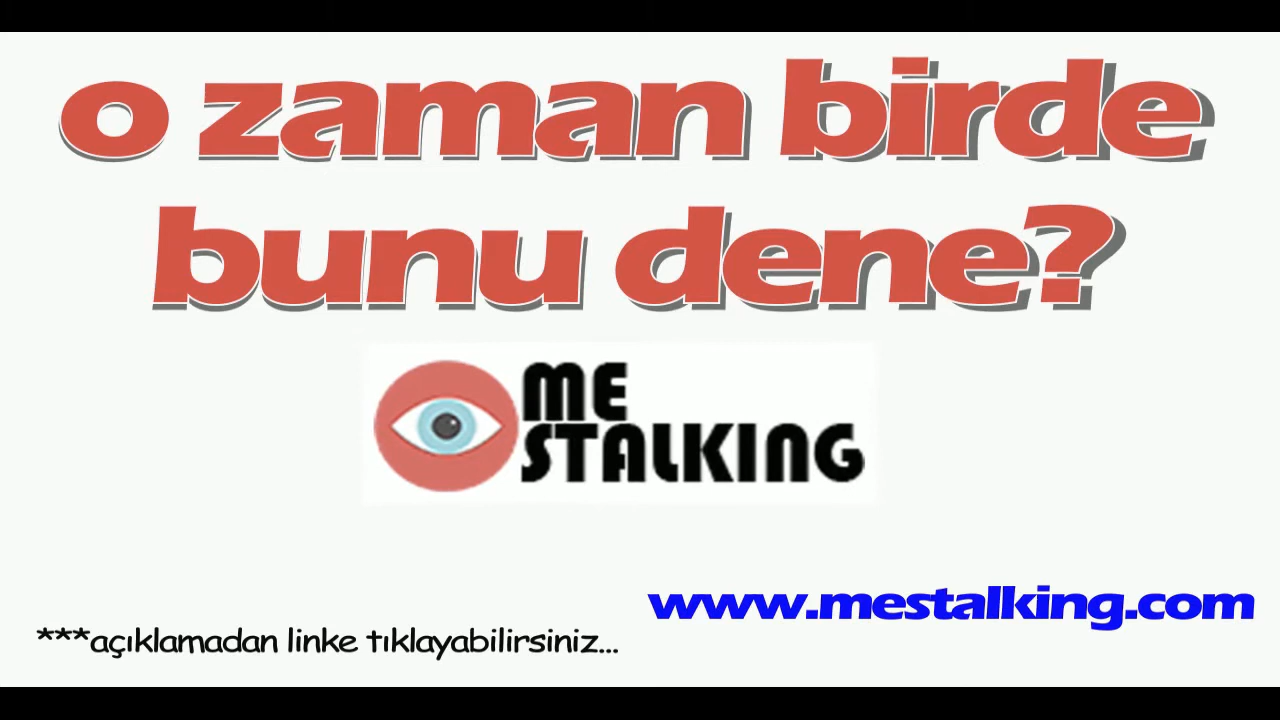 o zaman birde
bunu dene?
ME
STALKING
www.mestalking.com
***açıklamadan linke tıklayabilirsiniz...